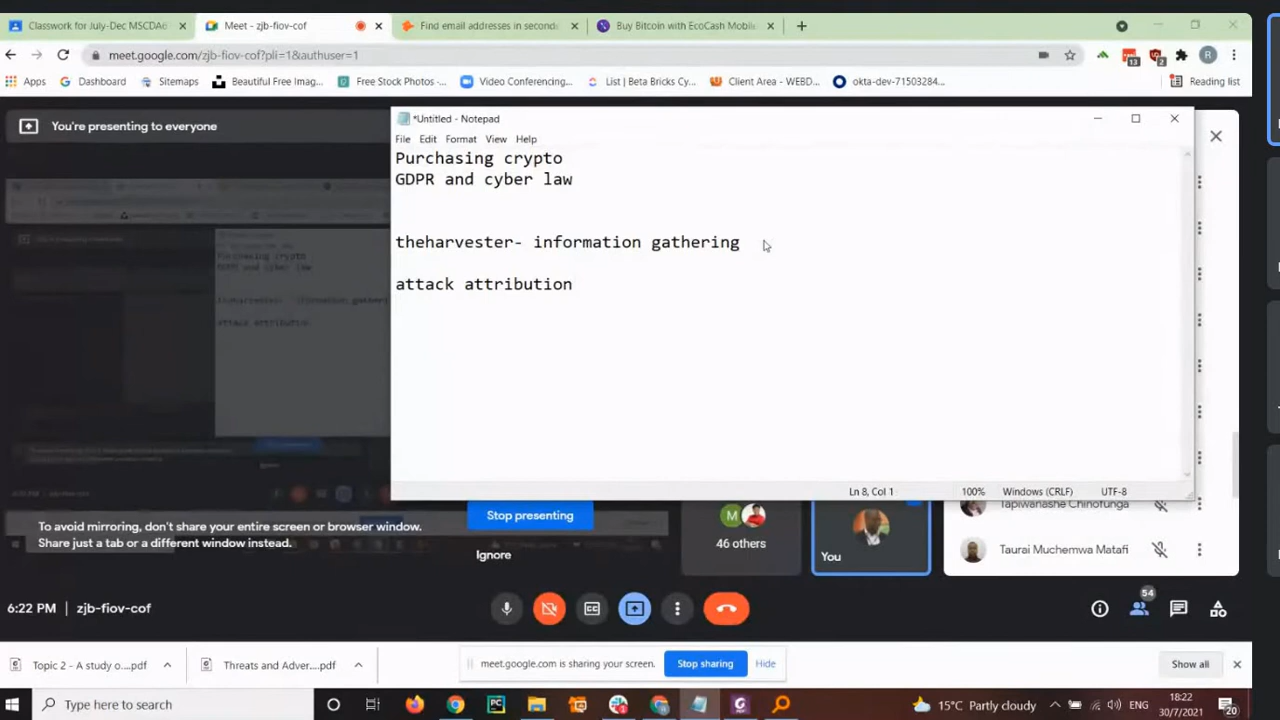 Classwork for July-Dec MSCDAc
Meet - zjb-fiov-cof
Find email addresses in seconds
Buy Bitcoin with EcoCash Mobile
meet.google.com/zjb-fiov-cof?pli=1&authuser=1
13
2
R
Apps
Dashboard
Sitemaps
Beautiful Free Imag...
Free Stock Photos -...
Video Conferencing...
List | Beta Bricks Cy...
Client Area - WEBD...
okta-dev-71503284...
Reading list
You're presenting to everyone
*Untitled - Notepad
File Edit Format View Help
Purchasing crypto
GDPR and cyber law
theharvester- information gathering
attack attribution
Ln 8, Col 1
100%
Windows (CRLF)
UTF-8
To avoid mirroring, don't share your entire screen or browser window.
Share just a tab or a different window instead.
Stop presenting
Ignore
M
46 others
You
Tapiwanashe Chinofunga
Taurai Muchemwa Matafi
6:22 PM | zjb-fiov-cof
54
Topic 2 - A study o....pdf
Threats and Adver....pdf
meet.google.com is sharing your screen.
Stop sharing
Hide
Show all
Type here to search
PC
15°C Partly cloudy
ENG
18:22
30/7/2021
20